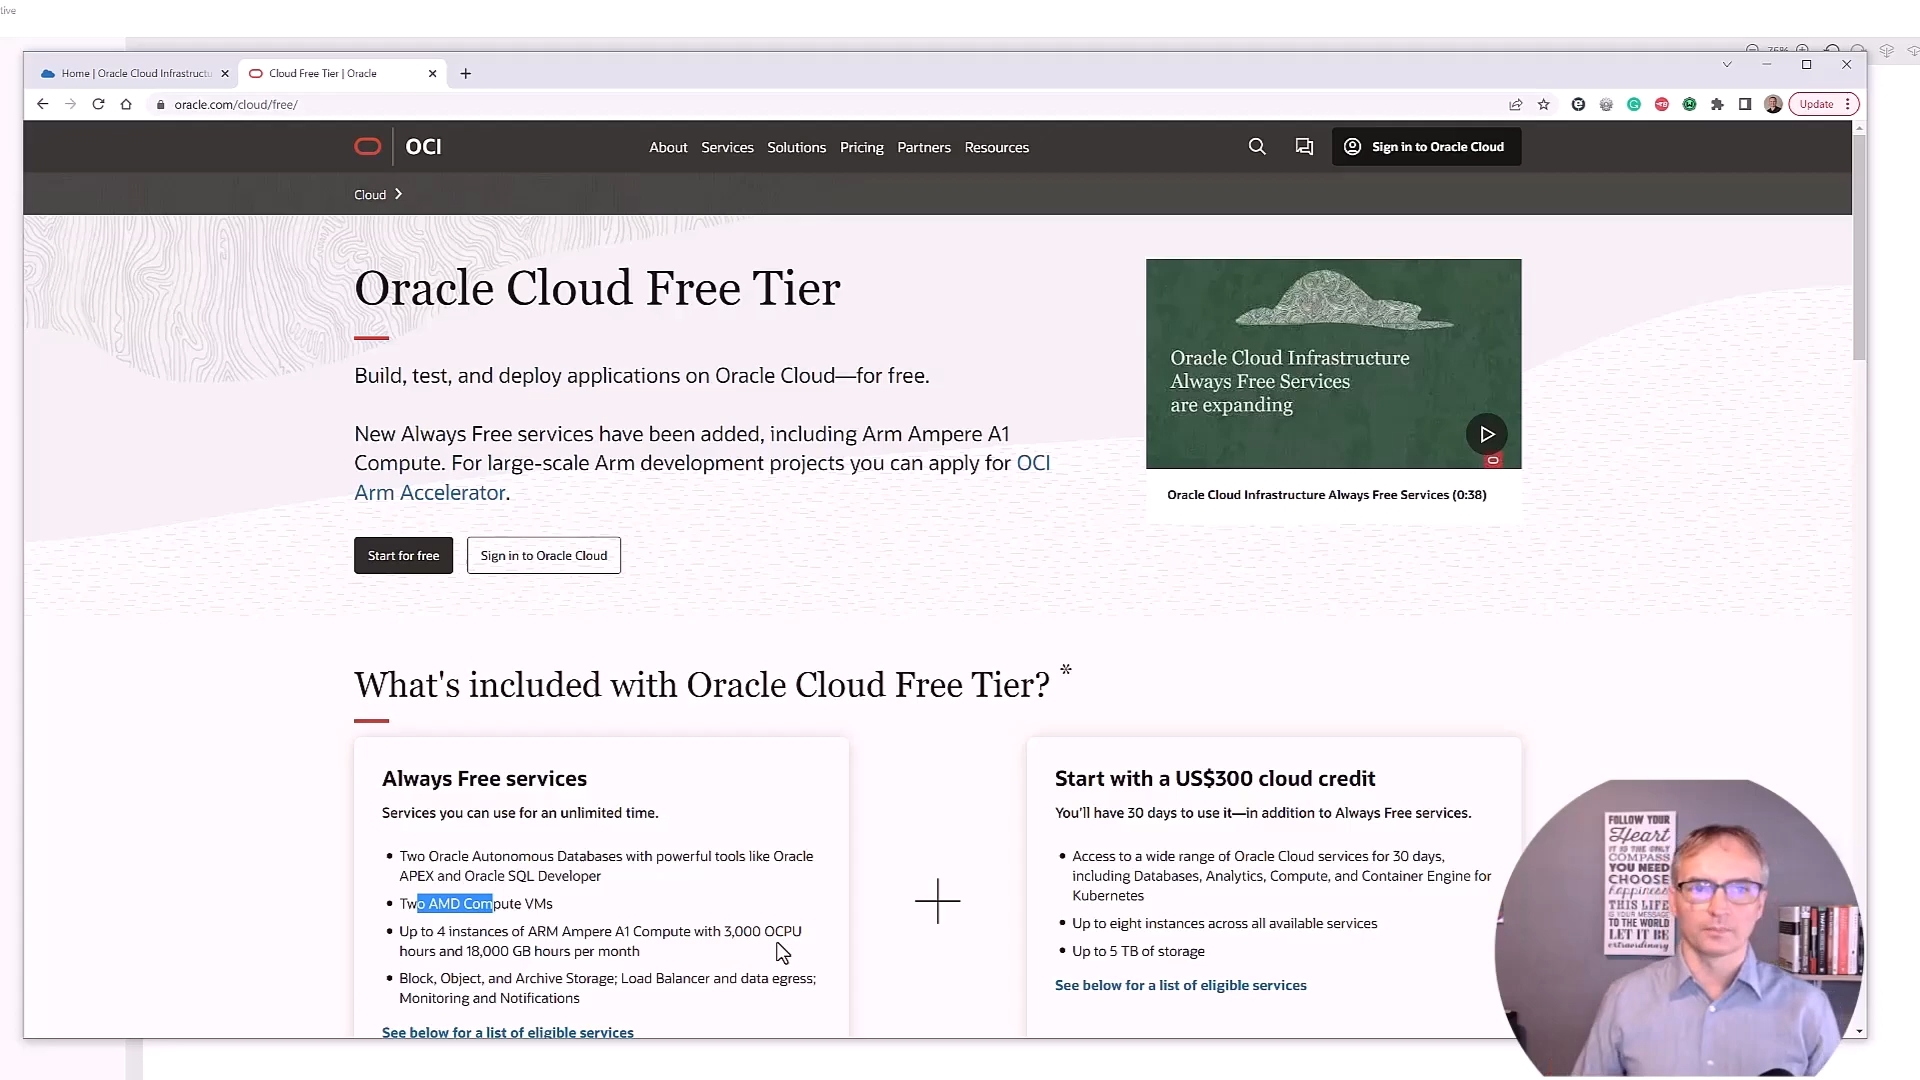 tive
75%
Home | Oracle Cloud Infrastructu
Cloud Free Tier | Oracle
oracle.com/cloud/free/
Update
OCI
About Services Solutions Pricing Partners Resources
Sign in to Oracle Cloud
Cloud
Oracle Cloud Free Tier
Build, test, and deploy applications on Oracle Cloud—for free.
New Always Free services have been added, including Arm Ampere A1
Compute. For large-scale Arm development projects you can apply for OCI
Arm Accelerator.
Start for free
Sign in to Oracle Cloud
Oracle Cloud Infrastructure
Always Free Services
are expanding
Oracle Cloud Infrastructure Always Free Services (0:38)
What's included with Oracle Cloud Free Tier? *
Always Free services
Services you can use for an unlimited time.
• Two Oracle Autonomous Databases with powerful tools like Oracle
APEX and Oracle SQL Developer
• Two AMD Compute VMs
• Up to 4 instances of ARM Ampere A1 Compute with 3,000 OCPU
hours and 18,000 GB hours per month
• Block, Object, and Archive Storage; Load Balancer and data egress;
Monitoring and Notifications
See below for a list of eligible services
Start with a US$300 cloud credit
You'll have 30 days to use it—in addition to Always Free services.
• Access to a wide range of Oracle Cloud services for 30 days,
including Databases, Analytics, Compute, and Container Engine for
Kubernetes
• Up to eight instances across all available services
• Up to 5 TB of storage
See below for a list of eligible services
FOLLOW YOUR
Heart
IT IS THE ONLY
COMPASS
YOU NEED
CHOOSE
happiness
THIS LIFE
IS YOUR MESSAGE
TO THE WORLD
LET IT BE
extraordinary